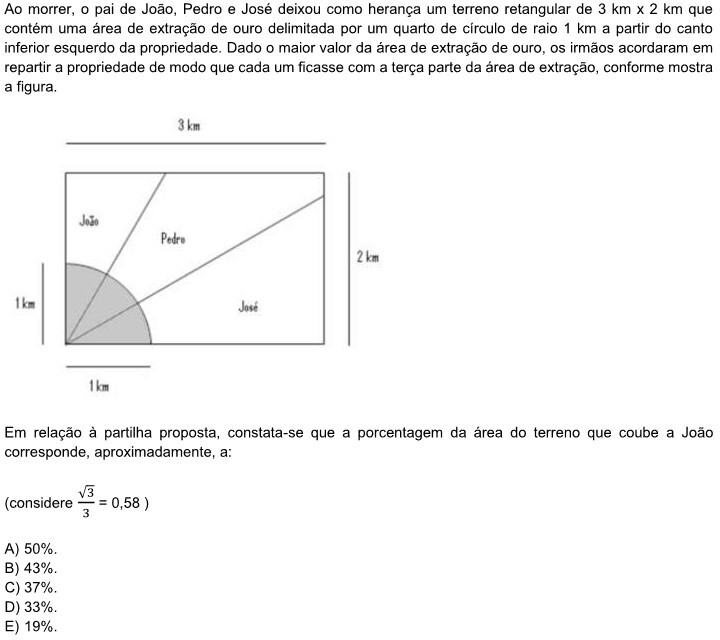 Ao morrer, o pai de João, Pedro e José deixou como herança um terreno retangular de 3 km x 2 km que
contém uma área de extração de ouro delimitada por um quarto de círculo de raio 1 km a partir do canto
inferior esquerdo da propriedade. Dado o maior valor da área de extração de ouro, os irmãos acordaram em
repartir a propriedade de modo que cada um ficasse com a terça parte da área de extração, conforme mostra
a figura.
3 km
João
Pedro
2 km
1 km
José
1 km
Em relação à partilha proposta, constata-se que a porcentagem da área do terreno que coube a João
corresponde, aproximadamente, a:
(considere √3/3 = 0,58 )
A) 50%.
B) 43%.
C) 37%.
D) 33%.
E) 19%.